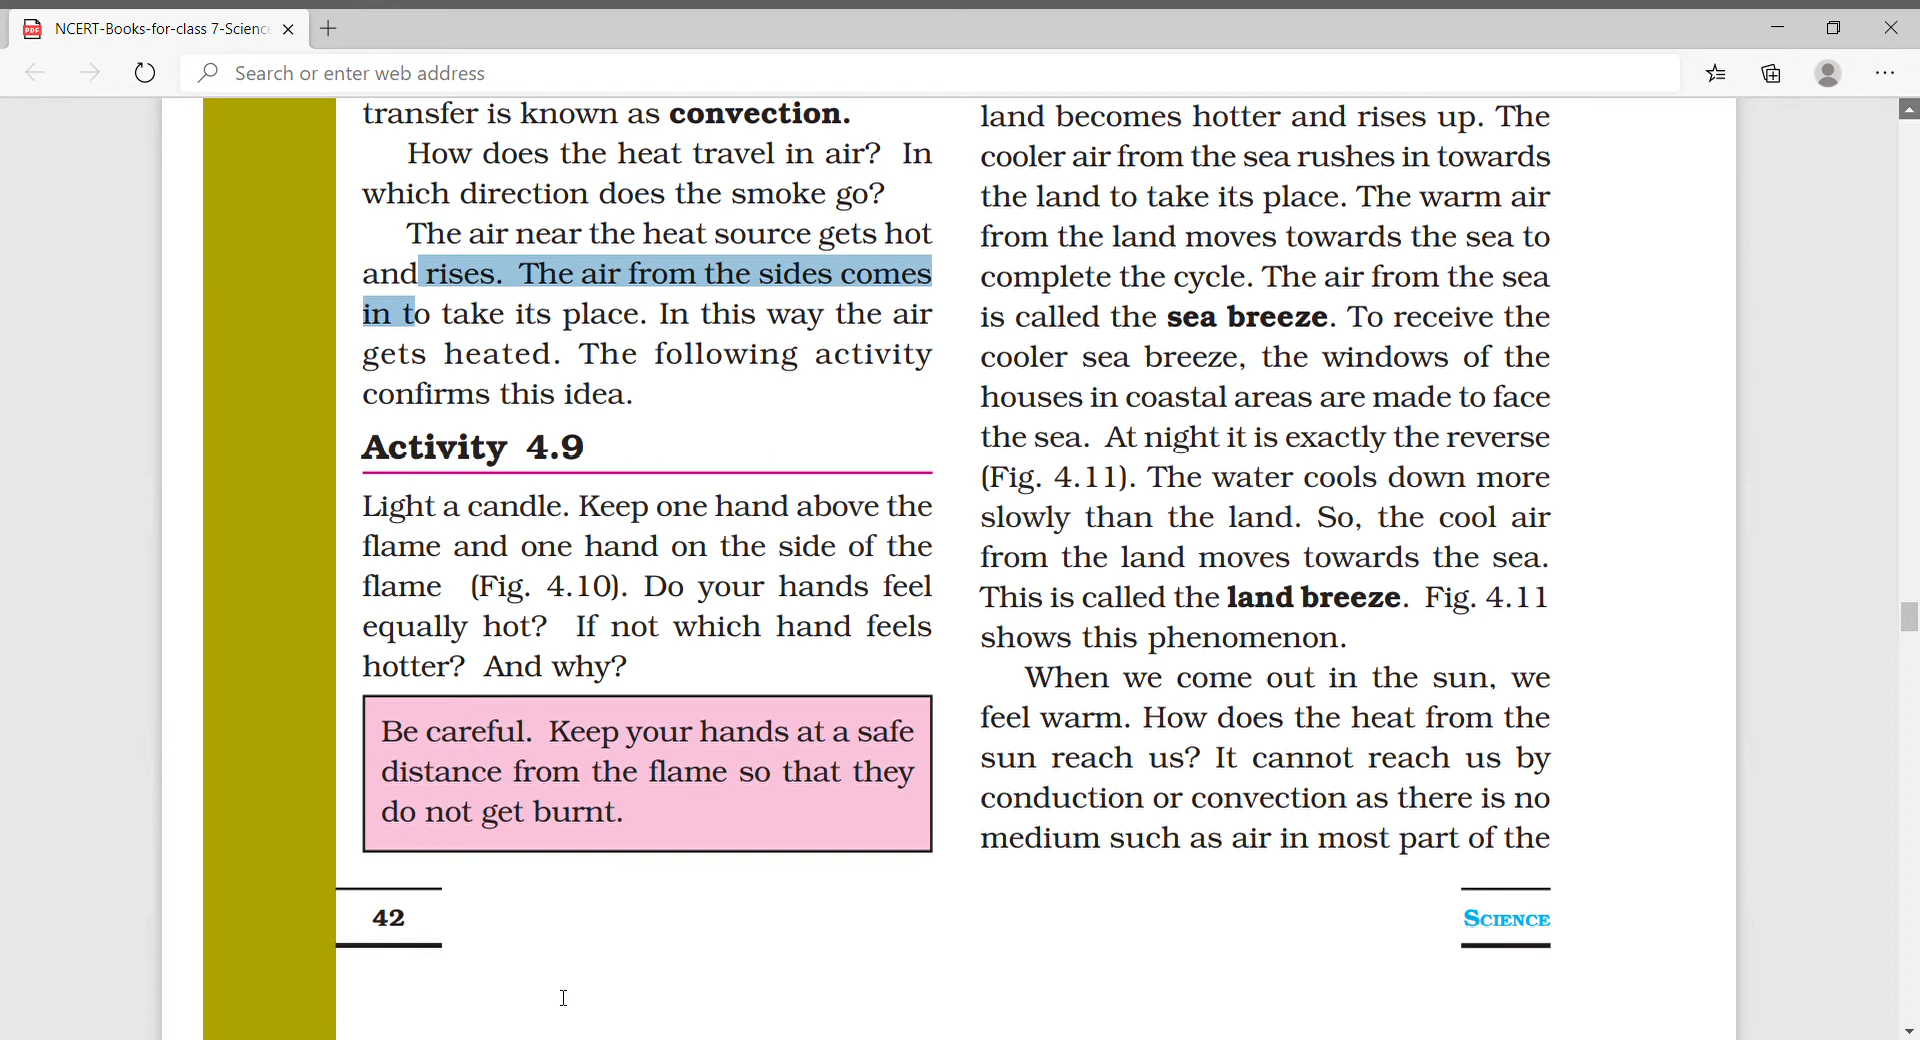 NCERT-Books-for-class 7-Science
Search or enter web address
transfer is known as convection.
How does the heat travel in air? In
which direction does the smoke go?
The air near the heat source gets hot
and rises. The air from the sides comes
in to take its place. In this way the air
gets heated. The following activity
confirms this idea.
Activity 4.9
Light a candle. Keep one hand above the
flame and one hand on the side of the
flame (Fig. 4.10). Do your hands feel
equally hot? If not which hand feels
hotter? And why?
Be careful. Keep your hands at a safe
distance from the flame so that they
do not get burnt.
42
land becomes hotter and rises up. The
cooler air from the sea rushes in towards
the land to take its place. The warm air
from the land moves towards the sea to
complete the cycle. The air from the sea
is called the sea breeze. To receive the
cooler sea breeze, the windows of the
houses in coastal areas are made to face
the sea. At night it is exactly the reverse
(Fig. 4.11). The water cools down more
slowly than the land. So, the cool air
from the land moves towards the sea.
This is called the land breeze. Fig. 4.11
shows this phenomenon.
When we come out in the sun, we
feel warm. How does the heat from the
sun reach us? It cannot reach us by
conduction or convection as there is no
medium such as air in most part of the
SCIENCE